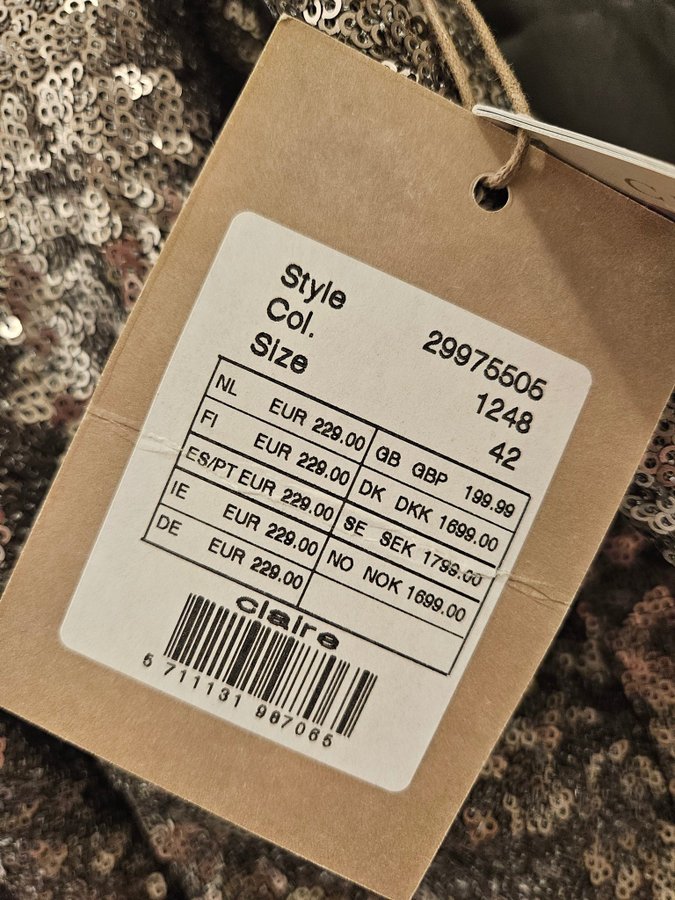 Style 29975505
Col. 1248
Size 42
NL EUR 229.00 GB GBP 199.99
FI EUR 229.00 DK DKK 1699.00
ES/PT EUR 229.00 SE SEK 1799.00
IE EUR 229.00 NO NOK 1699.00
DE EUR 229.00
claire
5 711131 967065